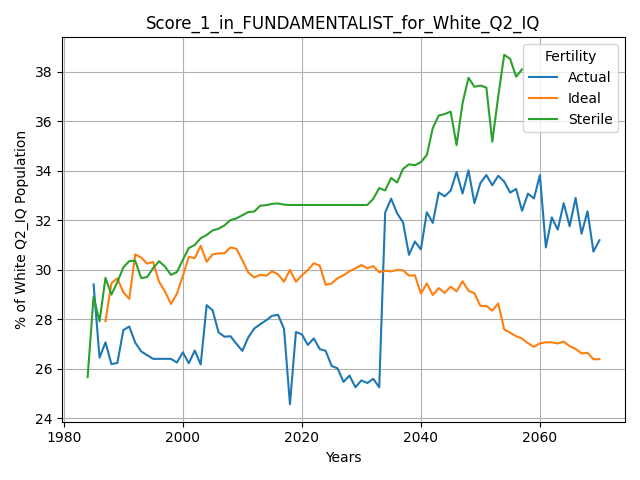 Score_1_in_FUNDAMENTALIST_for_White_Q2_IQ
% of White Q2_IQ Population
38
36
34
32
30
28
26
24
Fertility
Actual
Ideal
Sterile
1980
2000
2020
2040
2060
Years